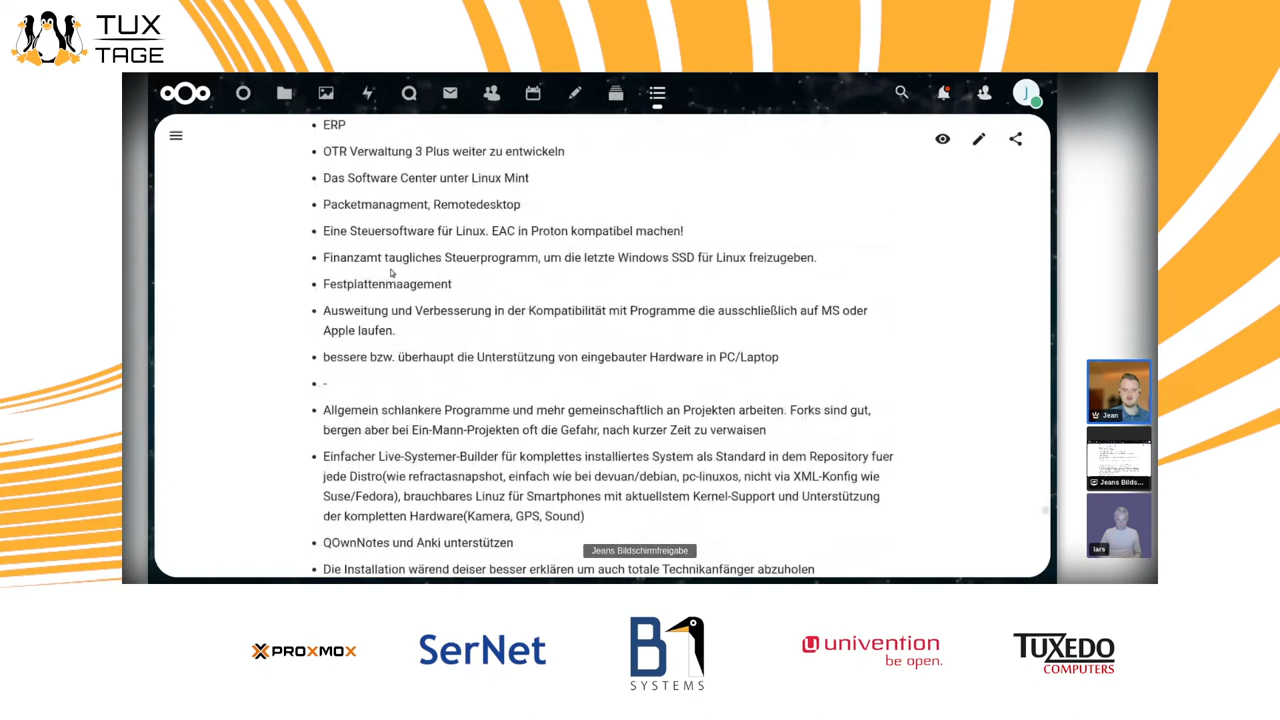 TUX
TAGE
J
ERP
OTR Verwaltung 3 Plus weiter zu entwickeln
Das Software Center unter Linux Mint
Packetmanagment, Remotedesktop
Eine Steuersoftware für Linux. EAC in Proton kompatibel machen!
Finanzamt taugliches Steuerprogramm, um die letzte Windows SSD für Linux freizugeben.
Festplattenmaagement
Ausweitung und Verbesserung in der Kompatibilität mit Programme die ausschließlich auf MS oder
Apple laufen.
bessere bzw. überhaupt die Unterstützung von eingebauter Hardware in PC/Laptop
-
Allgemein schlankere Programme und mehr gemeinschaftlich an Projekten arbeiten. Forks sind gut,
bergen aber bei Ein-Mann-Projekten oft die Gefahr, nach kurzer Zeit zu verwaisen
Einfacher Live-Systemer-Builder für komplettes installiertes System als Standard in dem Repository fuer
jede Distro(wie refractasnapshot, einfach wie bei devuan/debian, pc-linuxos, nicht via XML-Konfig wie
Suse/Fedora), brauchbares Linuz für Smartphones mit aktuellstem Kernel-Support und Unterstützung
der kompletten Hardware(Kamera, GPS, Sound)
QOwnNotes und Anki unterstützen
Die Installation wärend deiser besser erklären um auch totale Technikanfänger abzuholen
Jeans Bildschirmfreigabe
Jean
Jeans Bilds...
lars
PROXMOX
SerNet
B1
SYSTEMS
univention
be open.
TUXEDO
COMPUTERS